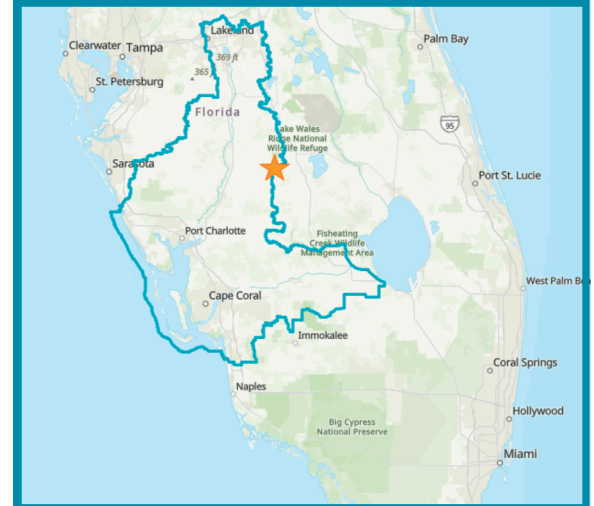 Lakeland
Palm Bay
Clearwater
Tampa
369 ft
365
St. Petersburg
Florida
95
Lake Wales
Ridge National
Wildlife Refuge
Sarasota
Port St. Lucie
Port Charlotte
Fisheating
Creek Wildlife
Management Area
West Palm Be
Cape Coral
Immokalee
Coral Springs
Naples
Hollywood
Big Cypress
National Preserve
Miami